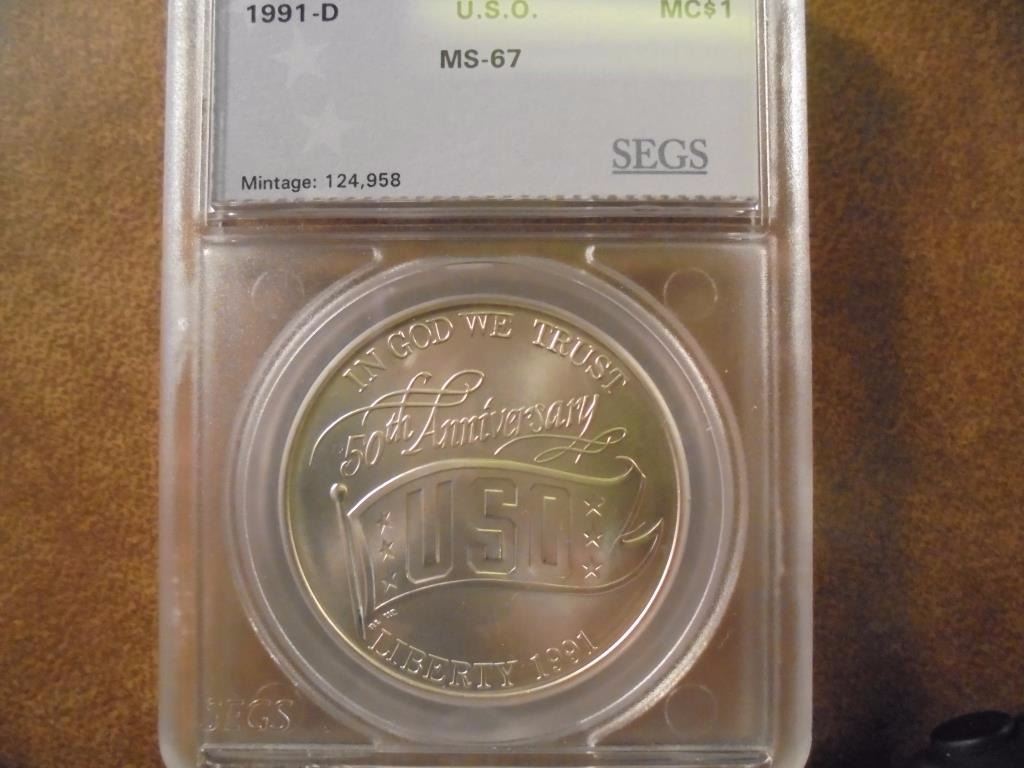 1991-D U.S.O. MC$1
MS-67
SEGS
Mintage: 124,958
IN GOD WE TRUST
50th Anniversary
USO
LIBERTY 1991
SEGS